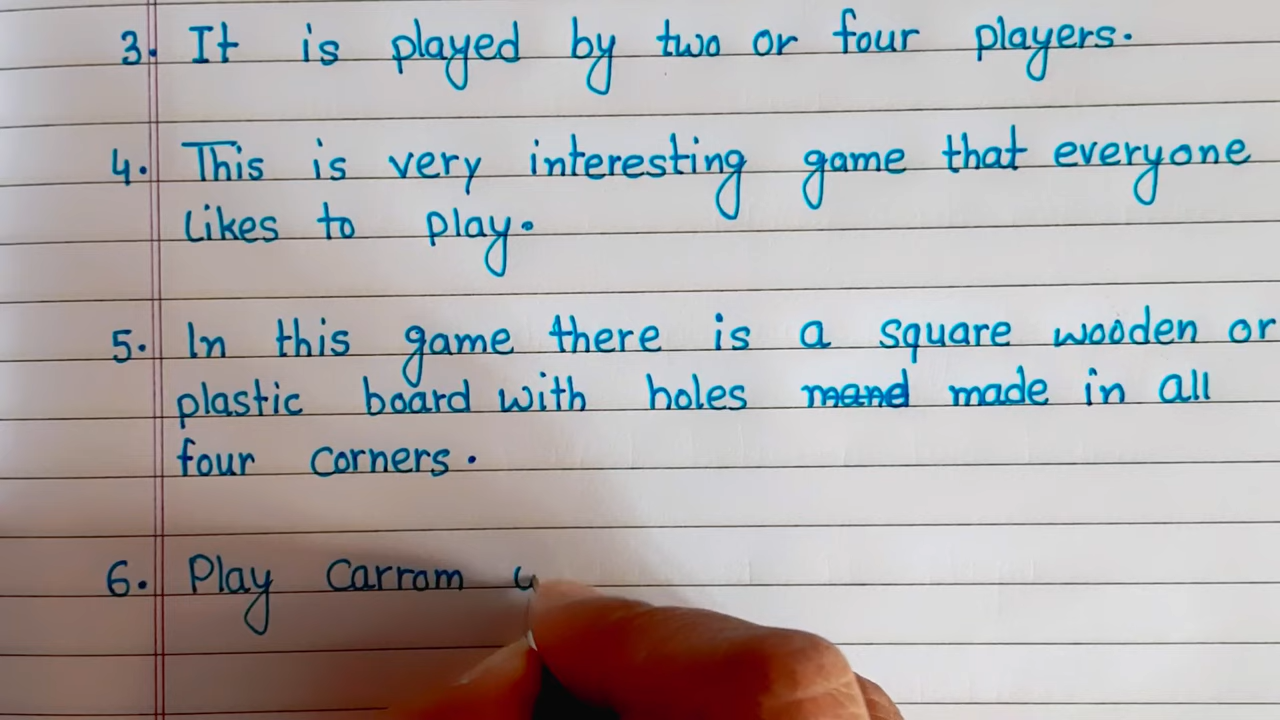 3. It is played by two or four players.
4. This is very interesting game that everyone
likes to play.
5. In this game there is a square wooden or
plastic board with holes mand made in all
four corners.
6. Play Carrom